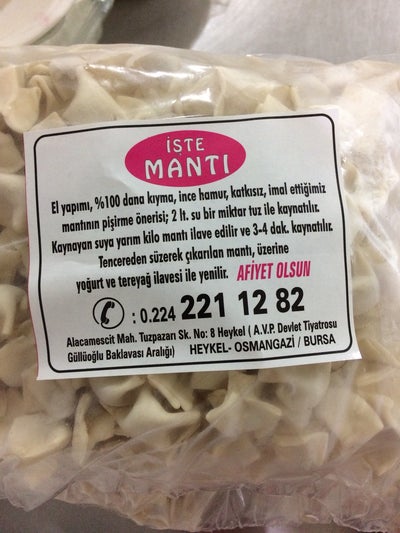 İŞTE
MANTI
El yapımı, %100 dana kıyma, ince hamur, katkısız, imal ettiğimiz
mantının pişirme önerisi; 2 lt. su bir miktar tuz ile kaynatılır.
Kaynayan suya yarım kilo mantı ilave edilir ve 3-4 dak. kaynatılır.
Tencereden süzerek çıkarılan mantı, üzerine
yoğurt ve tereyağ ilavesi ile yenilir. AFİYET OLSUN
: 0.224 221 12 82
Alacamescit Mah. Tuzpazarı Sk. No: 8 Heykel ( A.V.P. Devlet Tiyatrosu
Güllüoğlu Baklavası Aralığı) HEYKEL- OSMANGAZİ / BURSA